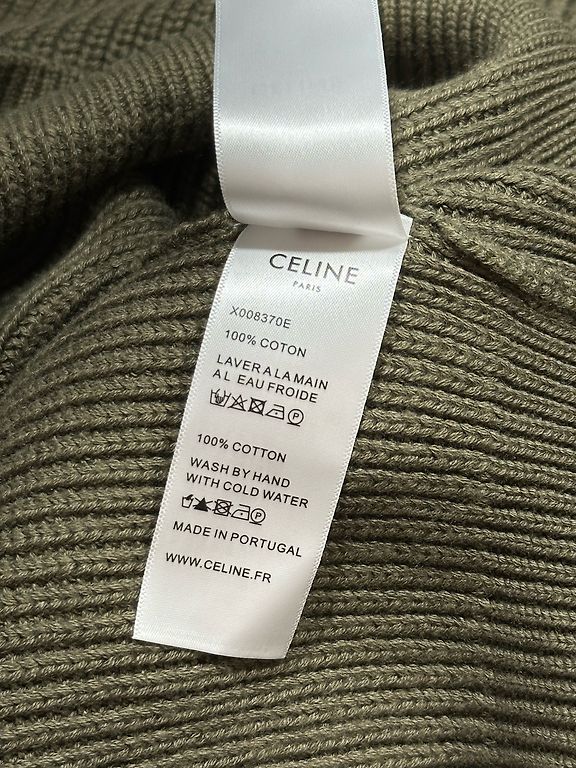 CELINE
PARIS
X008370E
100% COTON
LAVER A LA MAIN
AL EAU FROIDE
P
100% COTTON
WASH BY HAND
WITH COLD WATER
P
MADE IN PORTUGAL
WWW.CELINE.FR